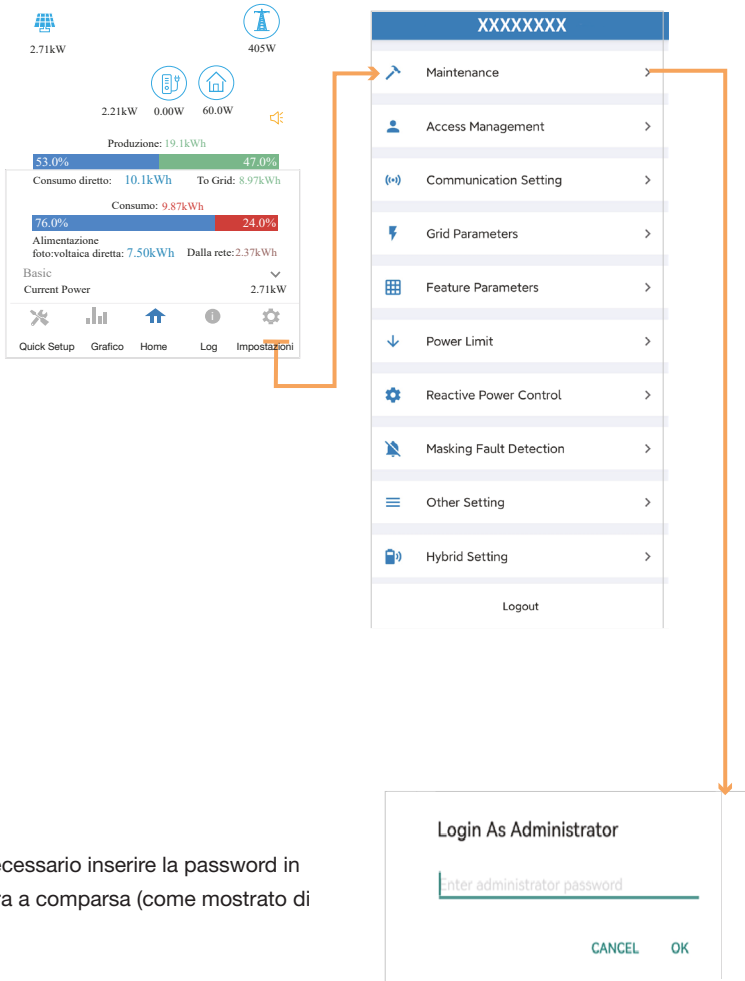 2.71kW
405W
2.21kW 0.00W 60.0W
Produzione: 19.1kWh
53.0% 47.0%
Consumo diretto: 10.1kWh To Grid: 8.97kWh
Consumo: 9.87kWh
76.0% 24.0%
Alimentazione
foto:voltaica diretta: 7.50kWh Dalla rete:2.37kWh
Basic
Current Power 2.71kW
Quick Setup Grafico Home Log Impostazioni
XXXXXXXX
Maintenance
Access Management
Communication Setting
Grid Parameters
Feature Parameters
Power Limit
Reactive Power Control
Masking Fault Detection
Other Setting
Hybrid Setting
Logout
Login As Administrator
Enter administrator password
CANCEL OK
inserire la password in
a comparsa (come mostrato di